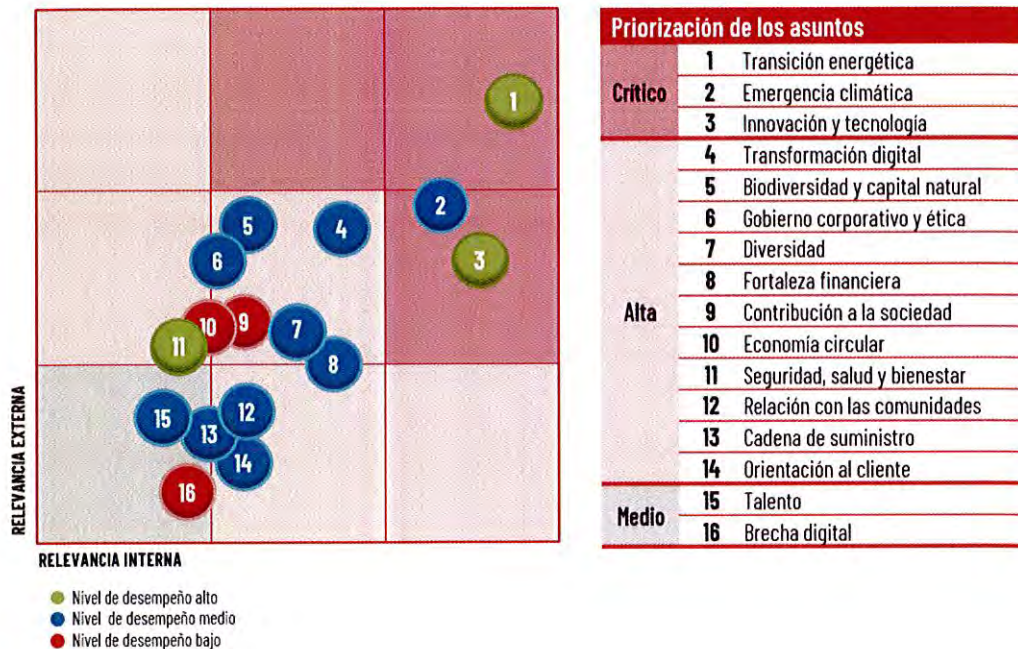 1
2
3
4
5
6
7
8
9
10
11
12
13
14
15
16
RELEVANCIA EXTERNA
RELEVANCIA INTERNA
Nivel de desempeño alto
Nivel de desempeño medio
Nivel de desempeño bajo
Priorización de los asuntos
Crítico
1 Transición energética
2 Emergencia climática
3 Innovación y tecnología
Alta
4 Transformación digital
5 Biodiversidad y capital natural
6 Gobierno corporativo y ética
7 Diversidad
8 Fortaleza financiera
9 Contribución a la sociedad
10 Economía circular
11 Seguridad, salud y bienestar
12 Relación con las comunidades
13 Cadena de suministro
14 Orientación al cliente
Medio
15 Talento
16 Brecha digital